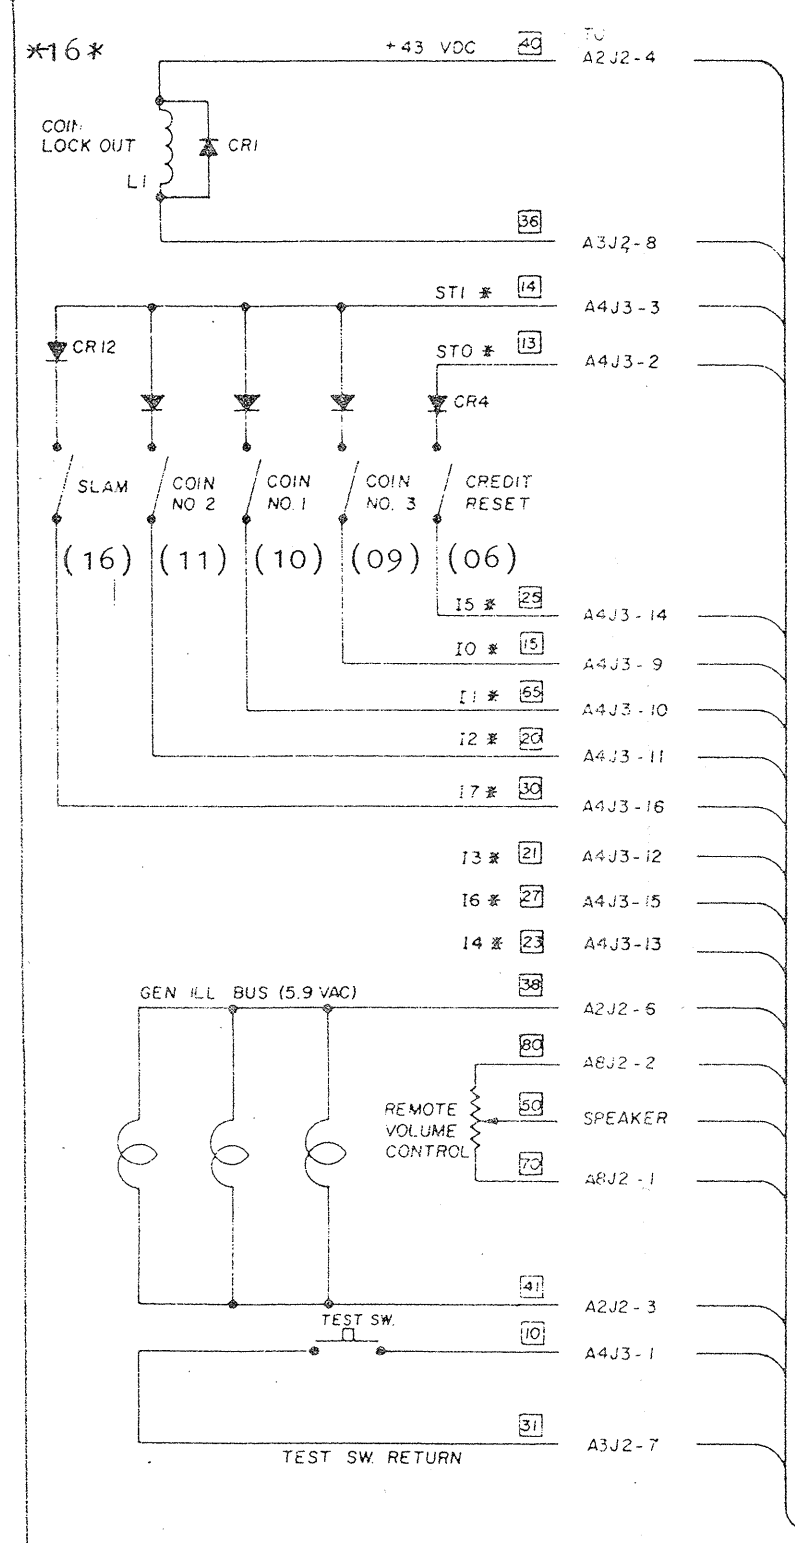 *16*
+43 VDC 40 TO A2J2-4
COIN
LOCK OUT
CR1
L1
36 A3J2-8
ST1 * 14 A4J3-3
CR12
STO * 13 A4J3-2
CR4
SLAM
COIN NO. 2
COIN NO. 1
COIN NO. 3
CREDIT RESET
(16) (11) (10) (09) (06)
I5 * 25 A4J3-14
I0 * 15 A4J3-9
I1 * 65 A4J3-10
I2 * 20 A4J3-11
I7 * 30 A4J3-16
I3 * 21 A4J3-12
I6 * 27 A4J3-15
I4 * 23 A4J3-13
GEN ILL BUS (5.9 VAC) 38 A2J2-6
80 A8J2-2
REMOTE
VOLUME
CONTROL
50 SPEAKER
70 A8J2-1
41 A2J2-3
TEST SW.
10 A4J3-1
31 A3J2-7
TEST SW. RETURN